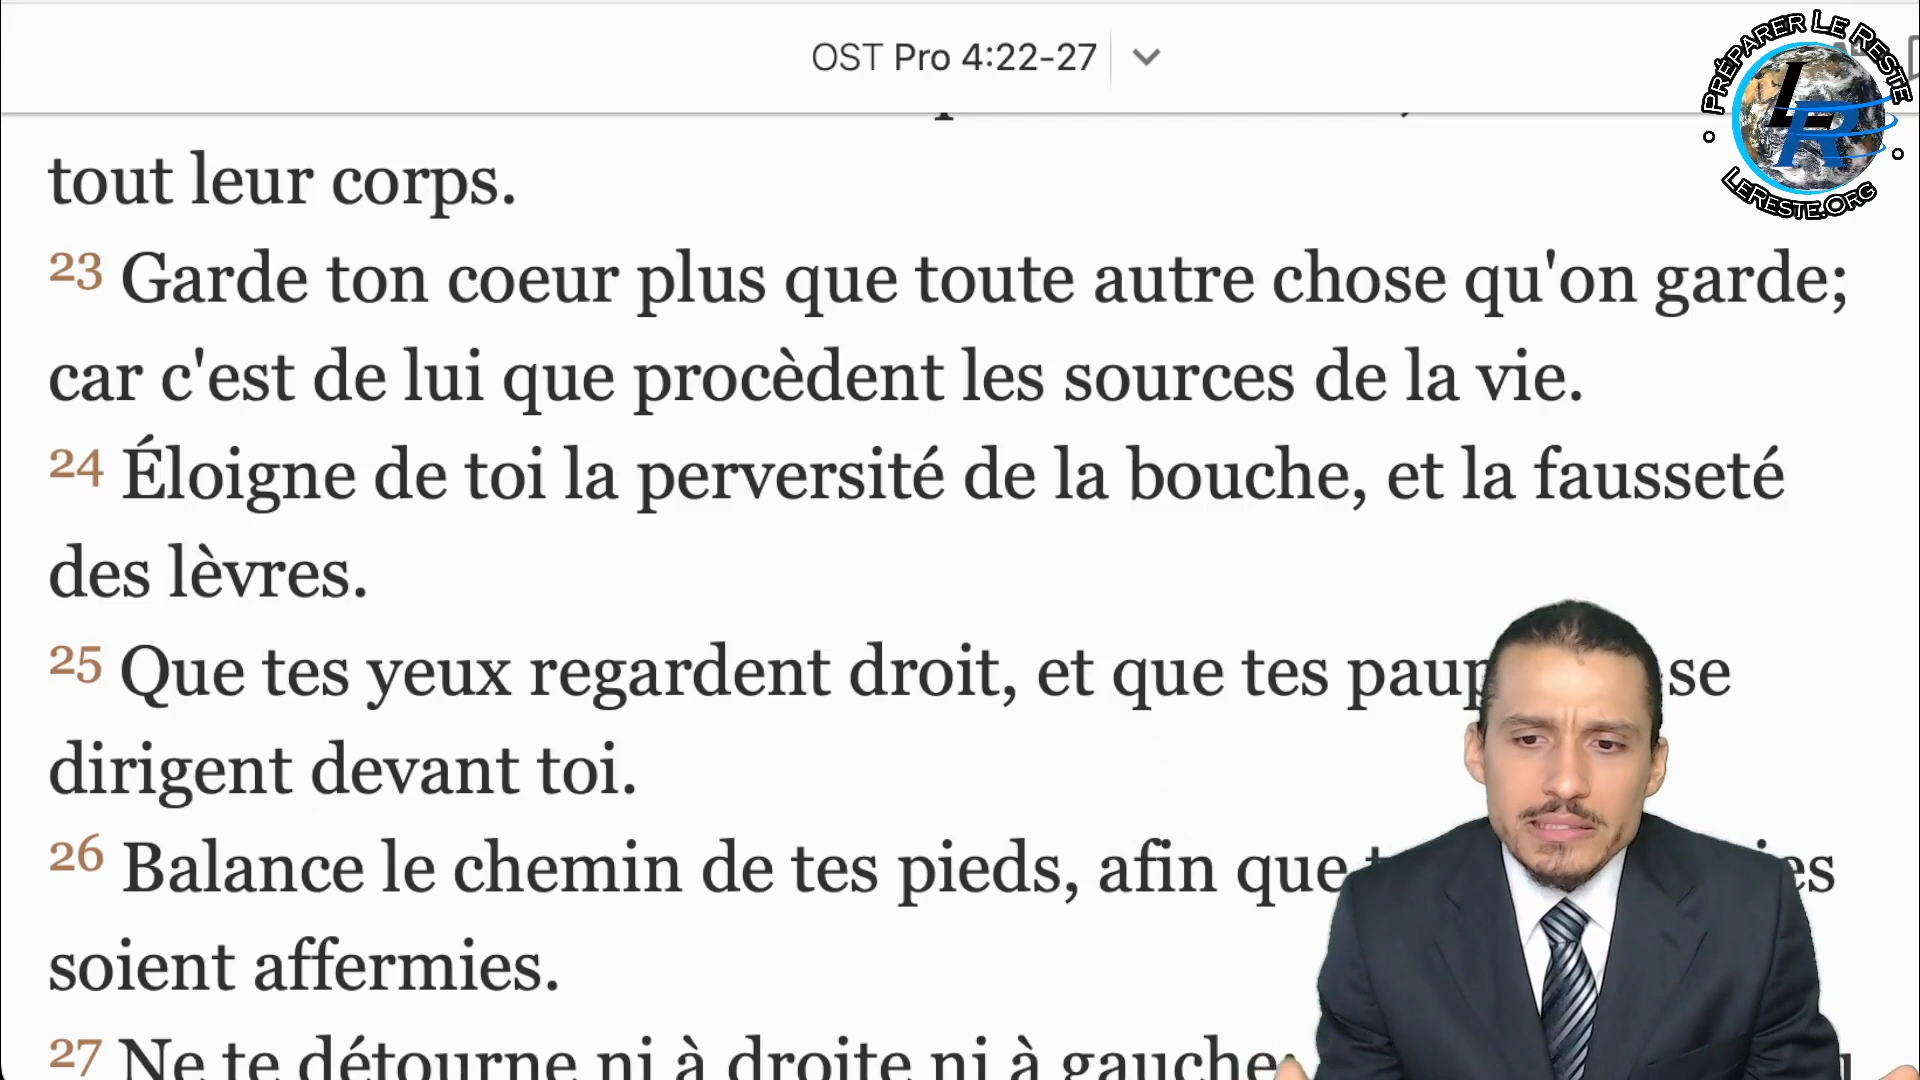 OST Pro 4:22-27
PRÉPARER LE RESTE
LR
LERESTE.ORG
tout leur corps.
23 Garde ton coeur plus que toute autre chose qu'on garde;
car c'est de lui que procèdent les sources de la vie.
24 Éloigne de toi la perversité de la bouche, et la fausseté
des lèvres.
25 Que tes yeux regardent droit, et que tes se
dirigent devant toi.
26 Balance le chemin de tes pieds, afin que
soient affermies.
27 Ne te détourne ni à droite ni à gauche